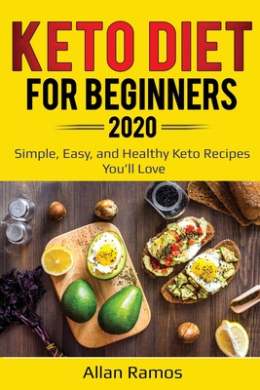 KETO DIET
FOR BEGINNERS
2020
Simple, Easy, and Healthy Keto Recipes
You'll Love
Allan Ramos